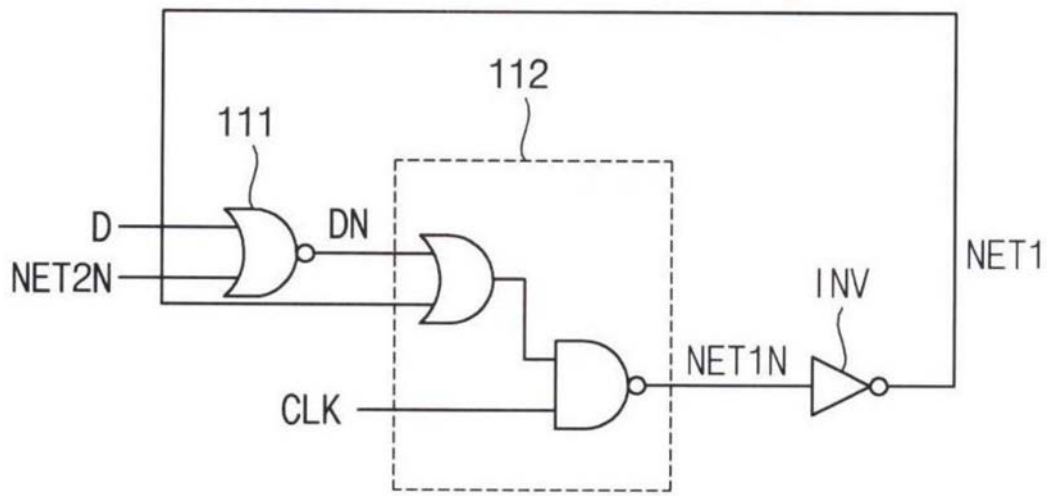 112
111
D
DN
NET2N
NET1
INV
NET1N
CLK